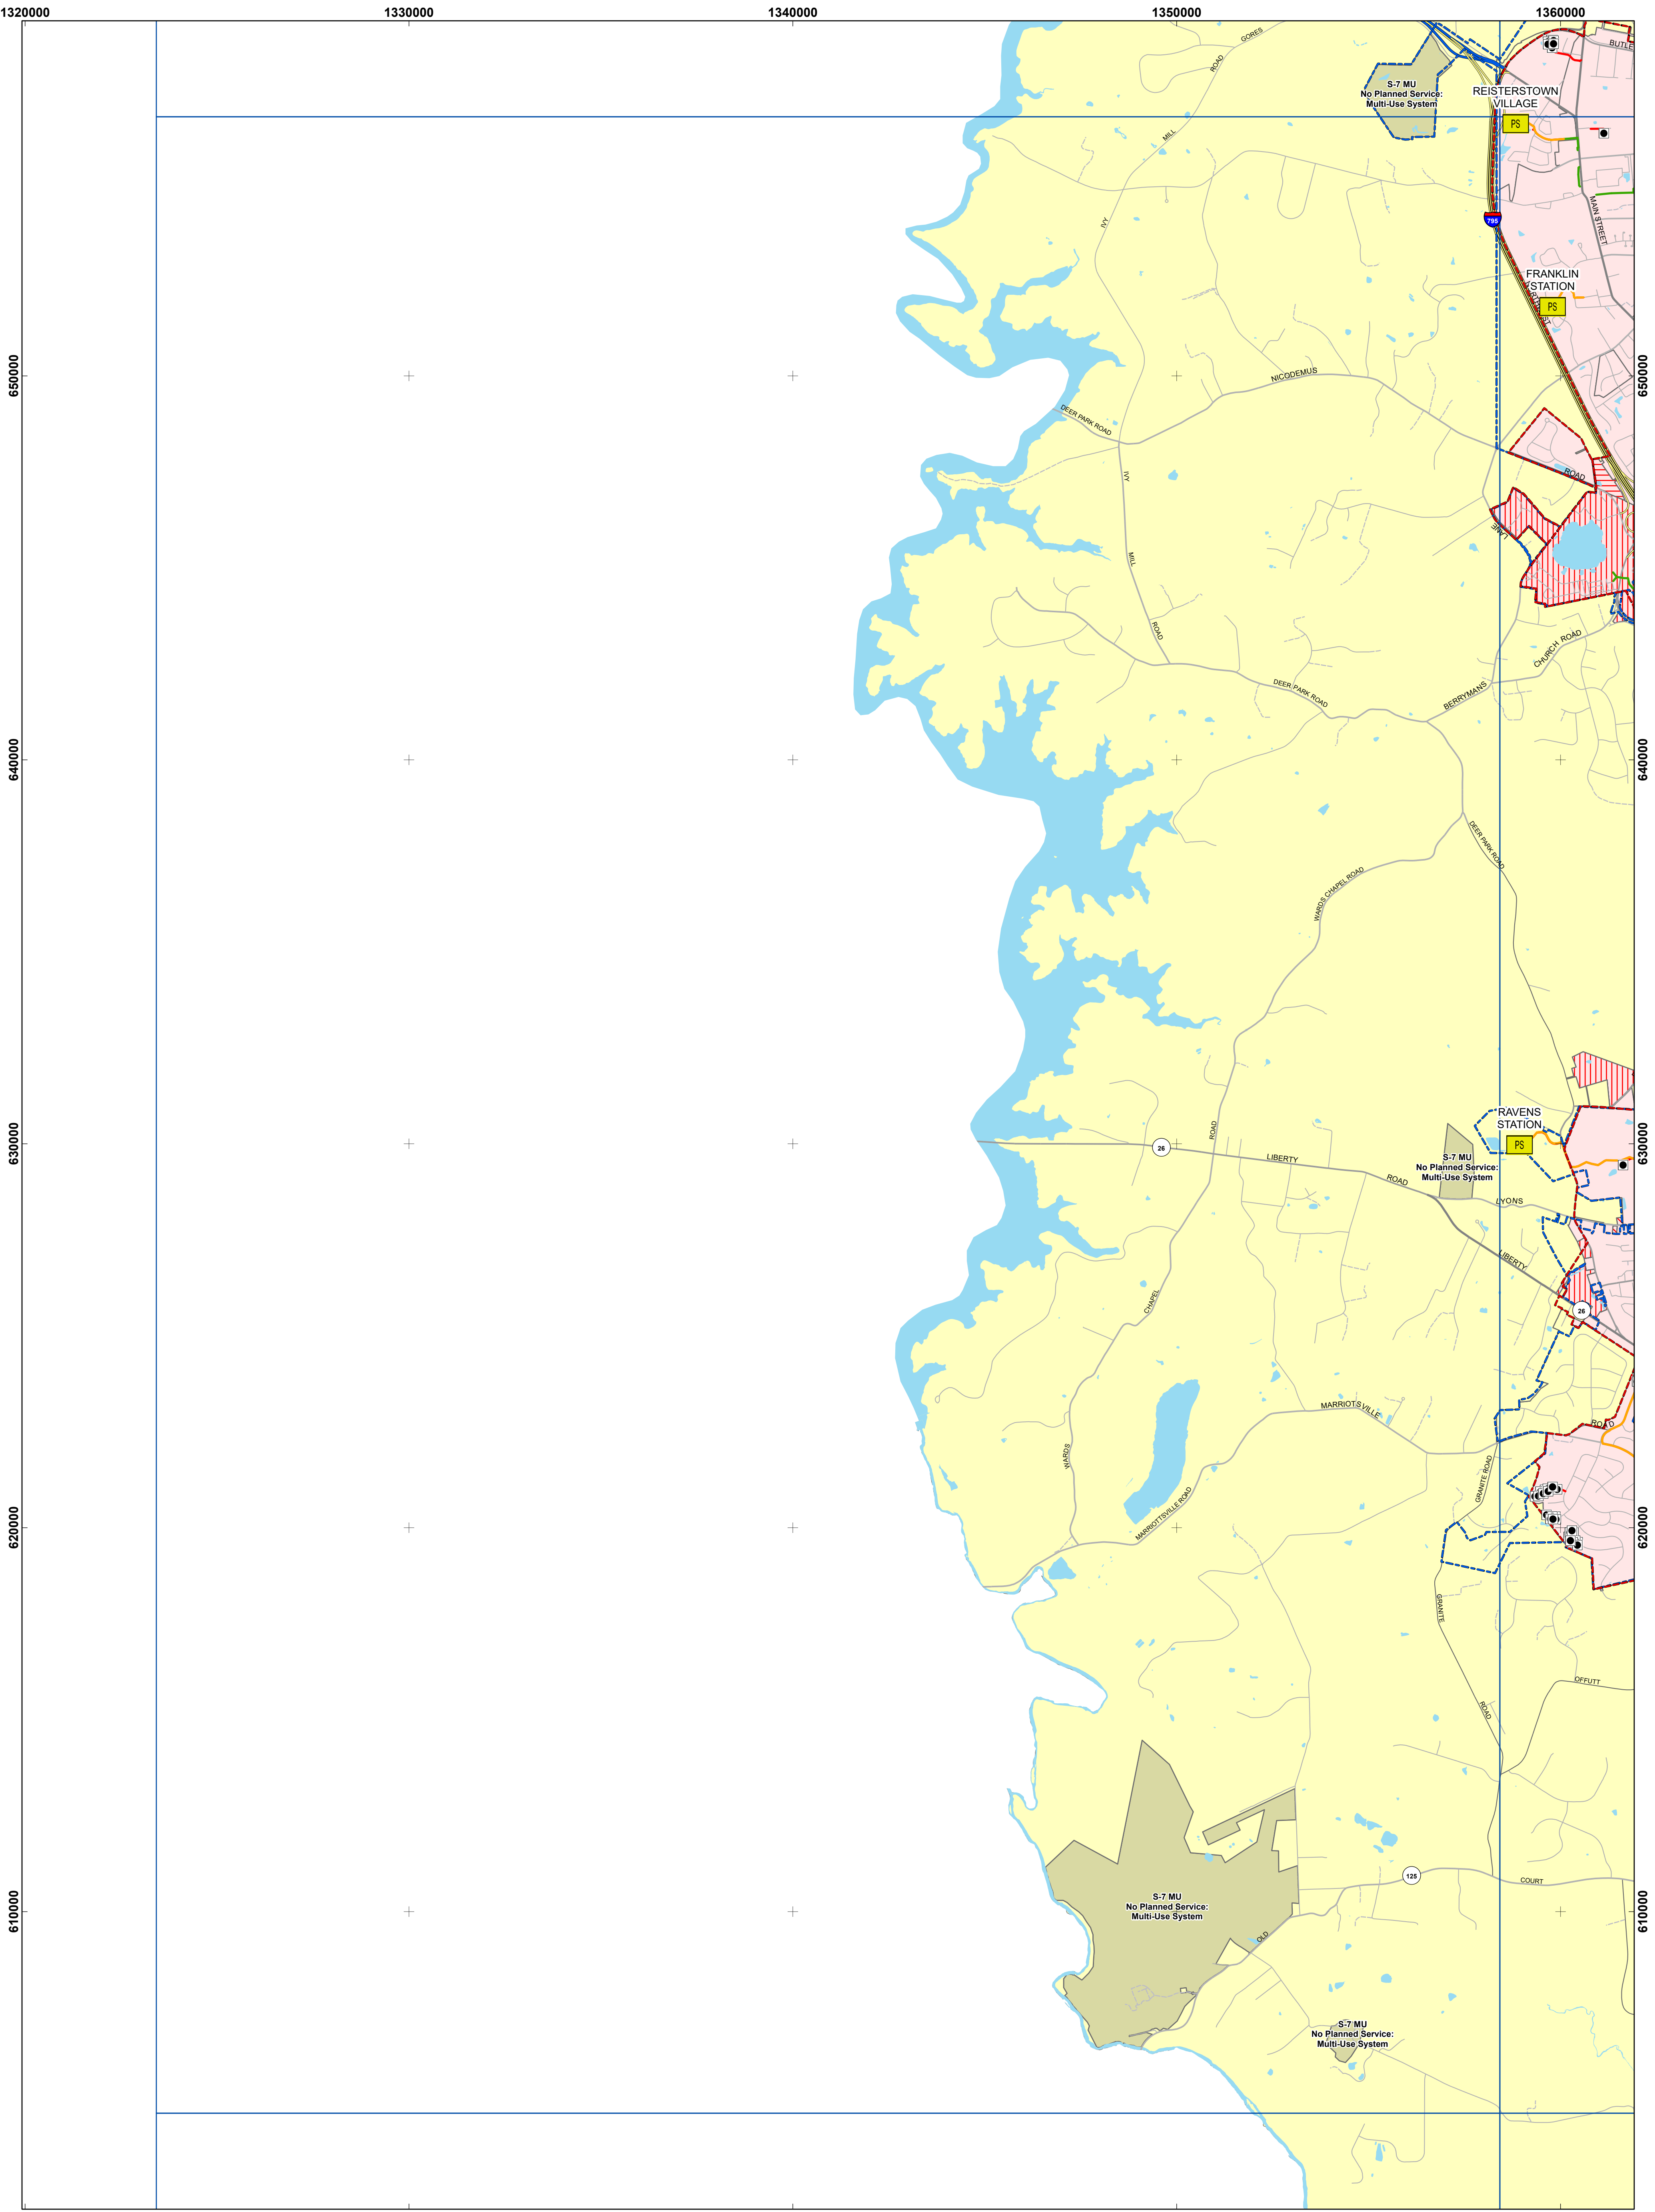 1320000 1330000 1340000 1350000 1360000
GORES
ROAD
MILL
IVY
S-7 MU
No Planned Service:
Multi-Use System
REISTERSTOWN
VILLAGE
PS
BUTLE
MAIN STREET
795
FRANKLIN
STATION
PS
650000
650000
NICODEMUS
DEER PARK ROAD
IVY
ROAD
LANE
MILL
ROAD
CHURCH ROAD
DEER PARK ROAD
BERRYMANS
640000
640000
DEER PARK ROAD
WARDS CHAPEL ROAD
RAVENS
STATION
PS
630000
630000
ROAD
26
LIBERTY
ROAD
S-7 MU
No Planned Service:
Multi-Use System
LYONS
LIBERTY
CHAPEL
26
MARRIOTSVILLE
ROAD
WARDS
GRANITE ROAD
MARRIOTTSVILLE ROAD
620000
620000
GRANITE
ROAD
OFFUTT
125
COURT
S-7 MU
No Planned Service:
Multi-Use System
610000
610000
OLD
S-7 MU
No Planned Service:
Multi-Use System